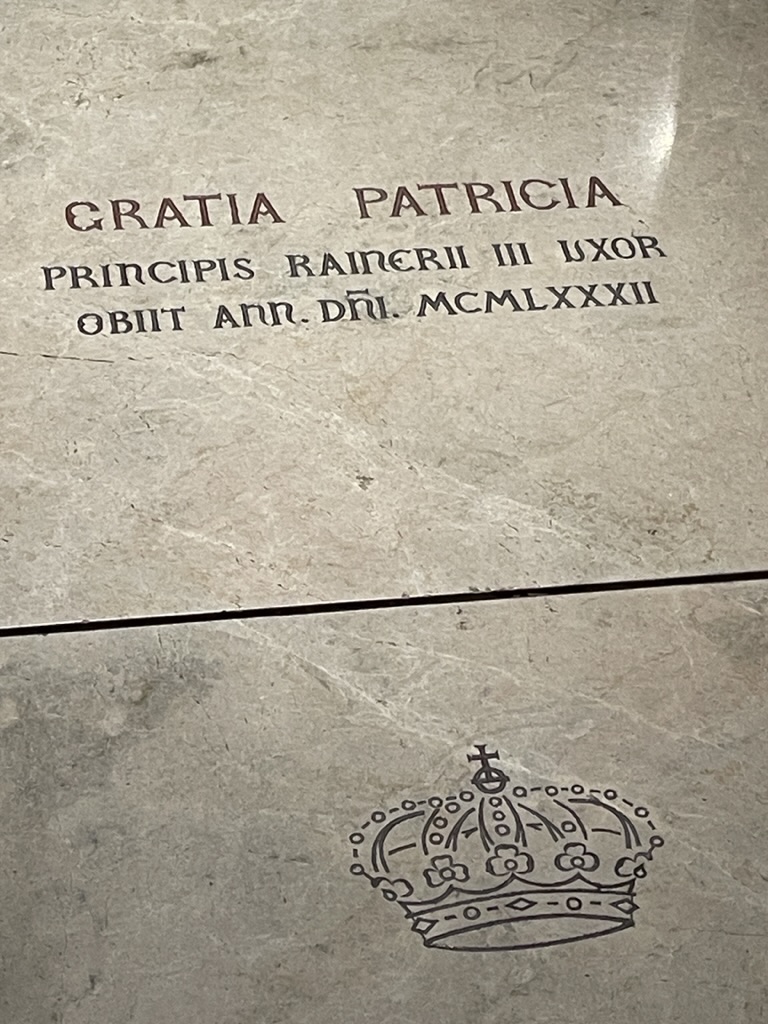 GRATIA PATRICIA
PRINCIPIS RAINERII III UXOR
OBIIT ANN. DÑI. MCMLXXXII